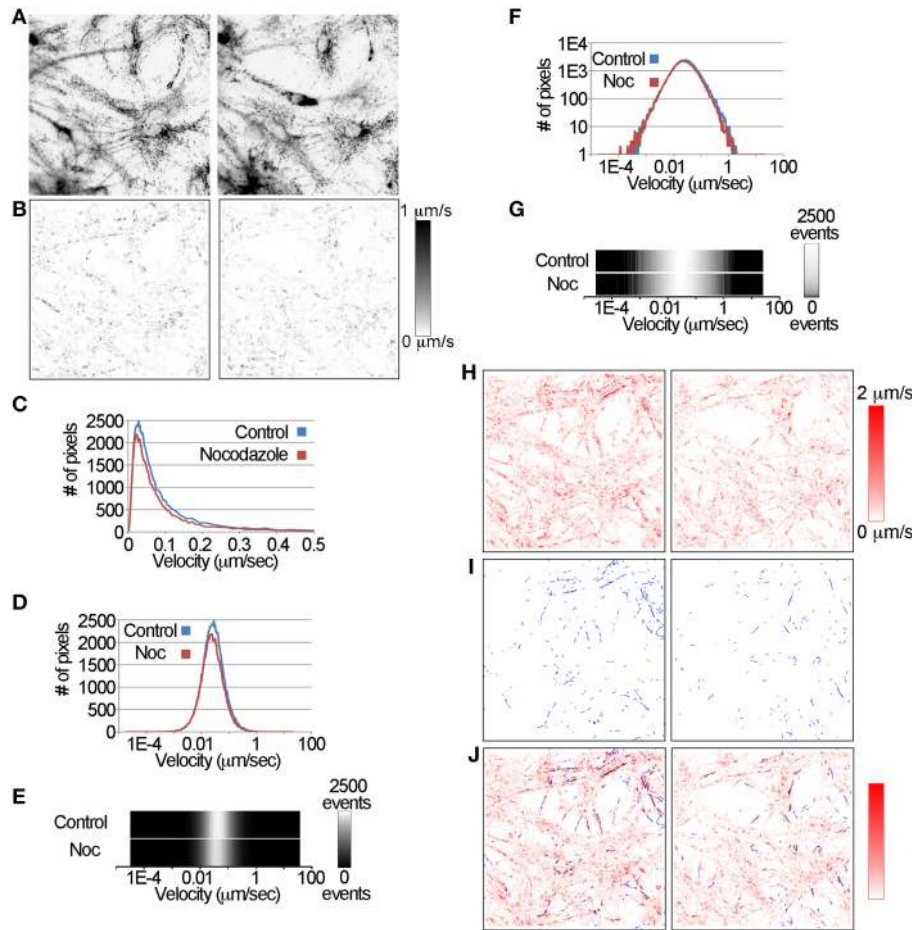 A
B
1
μm/s
0
μm/s
C
2500
2000
1500
1000
500
0
# of pixels
Control
Nocodazole
0 0.1 0.2 0.3 0.4 0.5
Velocity (μm/sec)
D
2500
2000
1500
1000
500
0
# of pixels
Control
Noc
1E-4 0.01 1 100
Velocity (μm/sec)
E
Control
Noc
1E-4 0.01 1 100
Velocity (μm/sec)
2500
events
0
events
F
1E4
1E3
100
10
1
# of pixels
Control
Noc
1E-4 0.01 1 100
Velocity (μm/sec)
G
Control
Noc
1E-4 0.01 1 100
Velocity (μm/sec)
2500
events
0
events
H
2 μm/s
0 μm/s
I
J